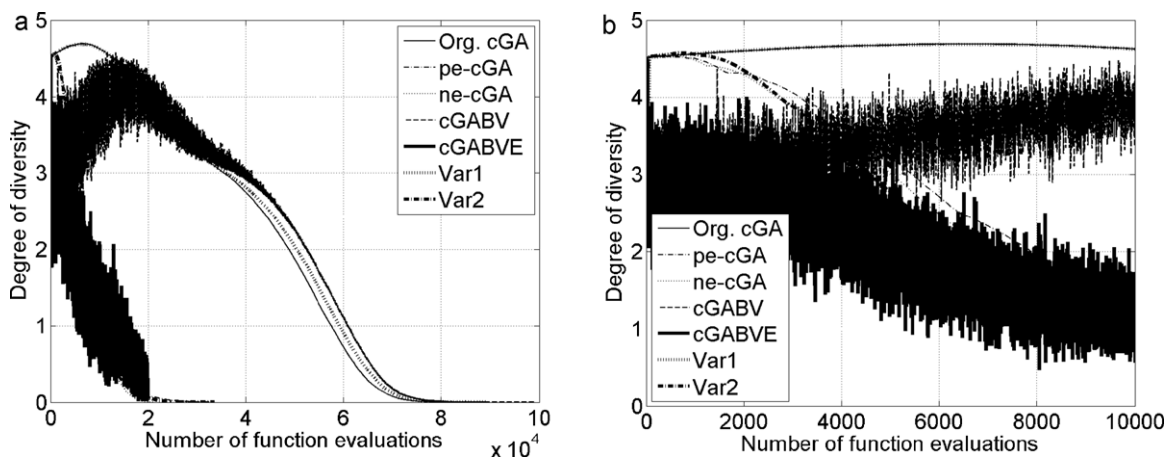 a
5
4
3
2
1
0
Degree of diversity
0
2
4
6
8
10
Number of function evaluations
x 10^4
Org. cGA
pe-cGA
ne-cGA
cGABV
cGABVE
Var1
Var2
b
5
4
3
2
1
0
Degree of diversity
0
2000
4000
6000
8000
10000
Number of function evaluations
Org. cGA
pe-cGA
ne-cGA
cGABV
cGABVE
Var1
Var2